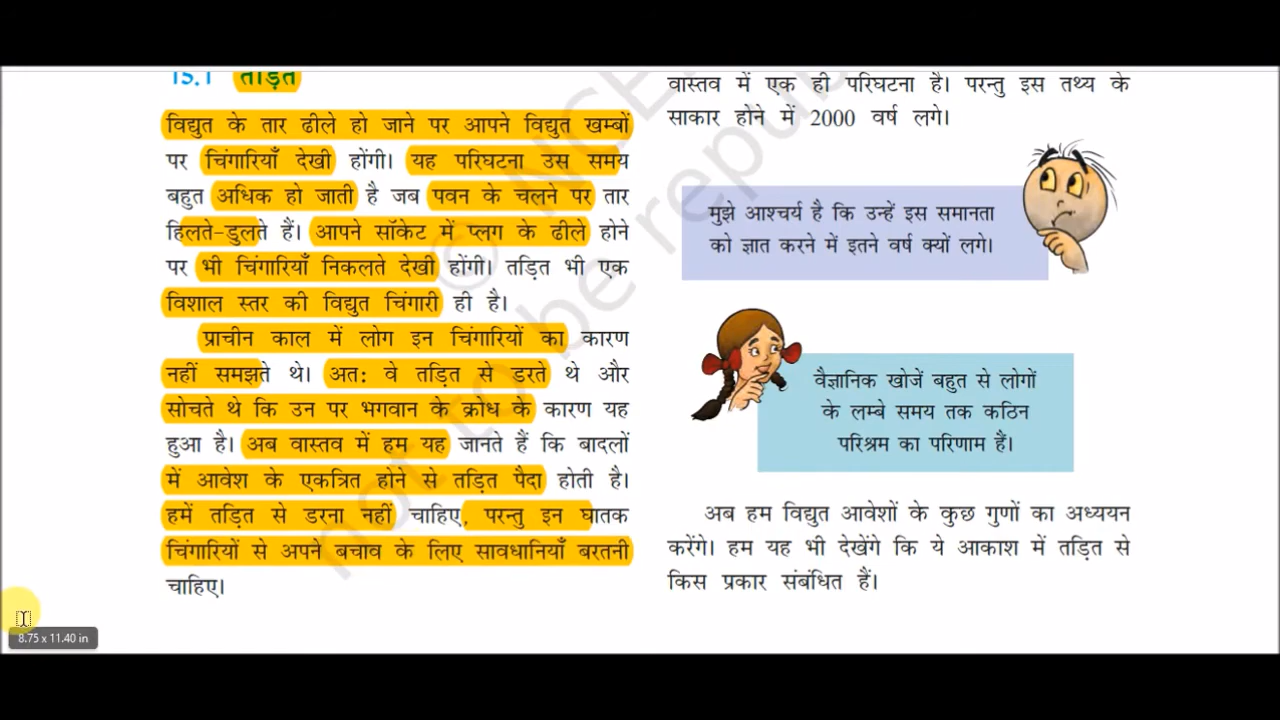 15.1 तड़ित
विद्युत के तार ढीले हो जाने पर आपने विद्युत खम्बों
पर चिंगारियाँ देखी होंगी। यह परिघटना उस समय
बहुत अधिक हो जाती है जब पवन के चलने पर तार
हिलते-डुलते हैं। आपने सॉकेट में प्लग के ढीले होने
पर भी चिंगारियाँ निकलते देखी होंगी। तड़ित भी एक
विशाल स्तर की विद्युत चिंगारी ही है।
प्राचीन काल में लोग इन चिंगारियों का कारण
नहीं समझते थे। अत: वे तड़ित से डरते थे और
सोचते थे कि उन पर भगवान के क्रोध के कारण यह
हुआ है। अब वास्तव में हम यह जानते हैं कि बादलों
में आवेश के एकत्रित होने से तड़ित पैदा होती है।
हमें तड़ित से डरना नहीं चाहिए, परन्तु इन घातक
चिंगारियों से अपने बचाव के लिए सावधानियाँ बरतनी
चाहिए।
वास्तव में एक ही परिघटना है। परन्तु इस तथ्य के
साकार होने में 2000 वर्ष लगे।
मुझे आश्चर्य है कि उन्हें इस समानता
को ज्ञात करने में इतने वर्ष क्यों लगे।
वैज्ञानिक खोजें बहुत से लोगों
के लम्बे समय तक कठिन
परिश्रम का परिणाम हैं।
अब हम विद्युत आवेशों के कुछ गुणों का अध्ययन
करेंगे। हम यह भी देखेंगे कि ये आकाश में तड़ित से
किस प्रकार संबंधित हैं।
© NCE
not to be republ
8.75 x 11.40 in